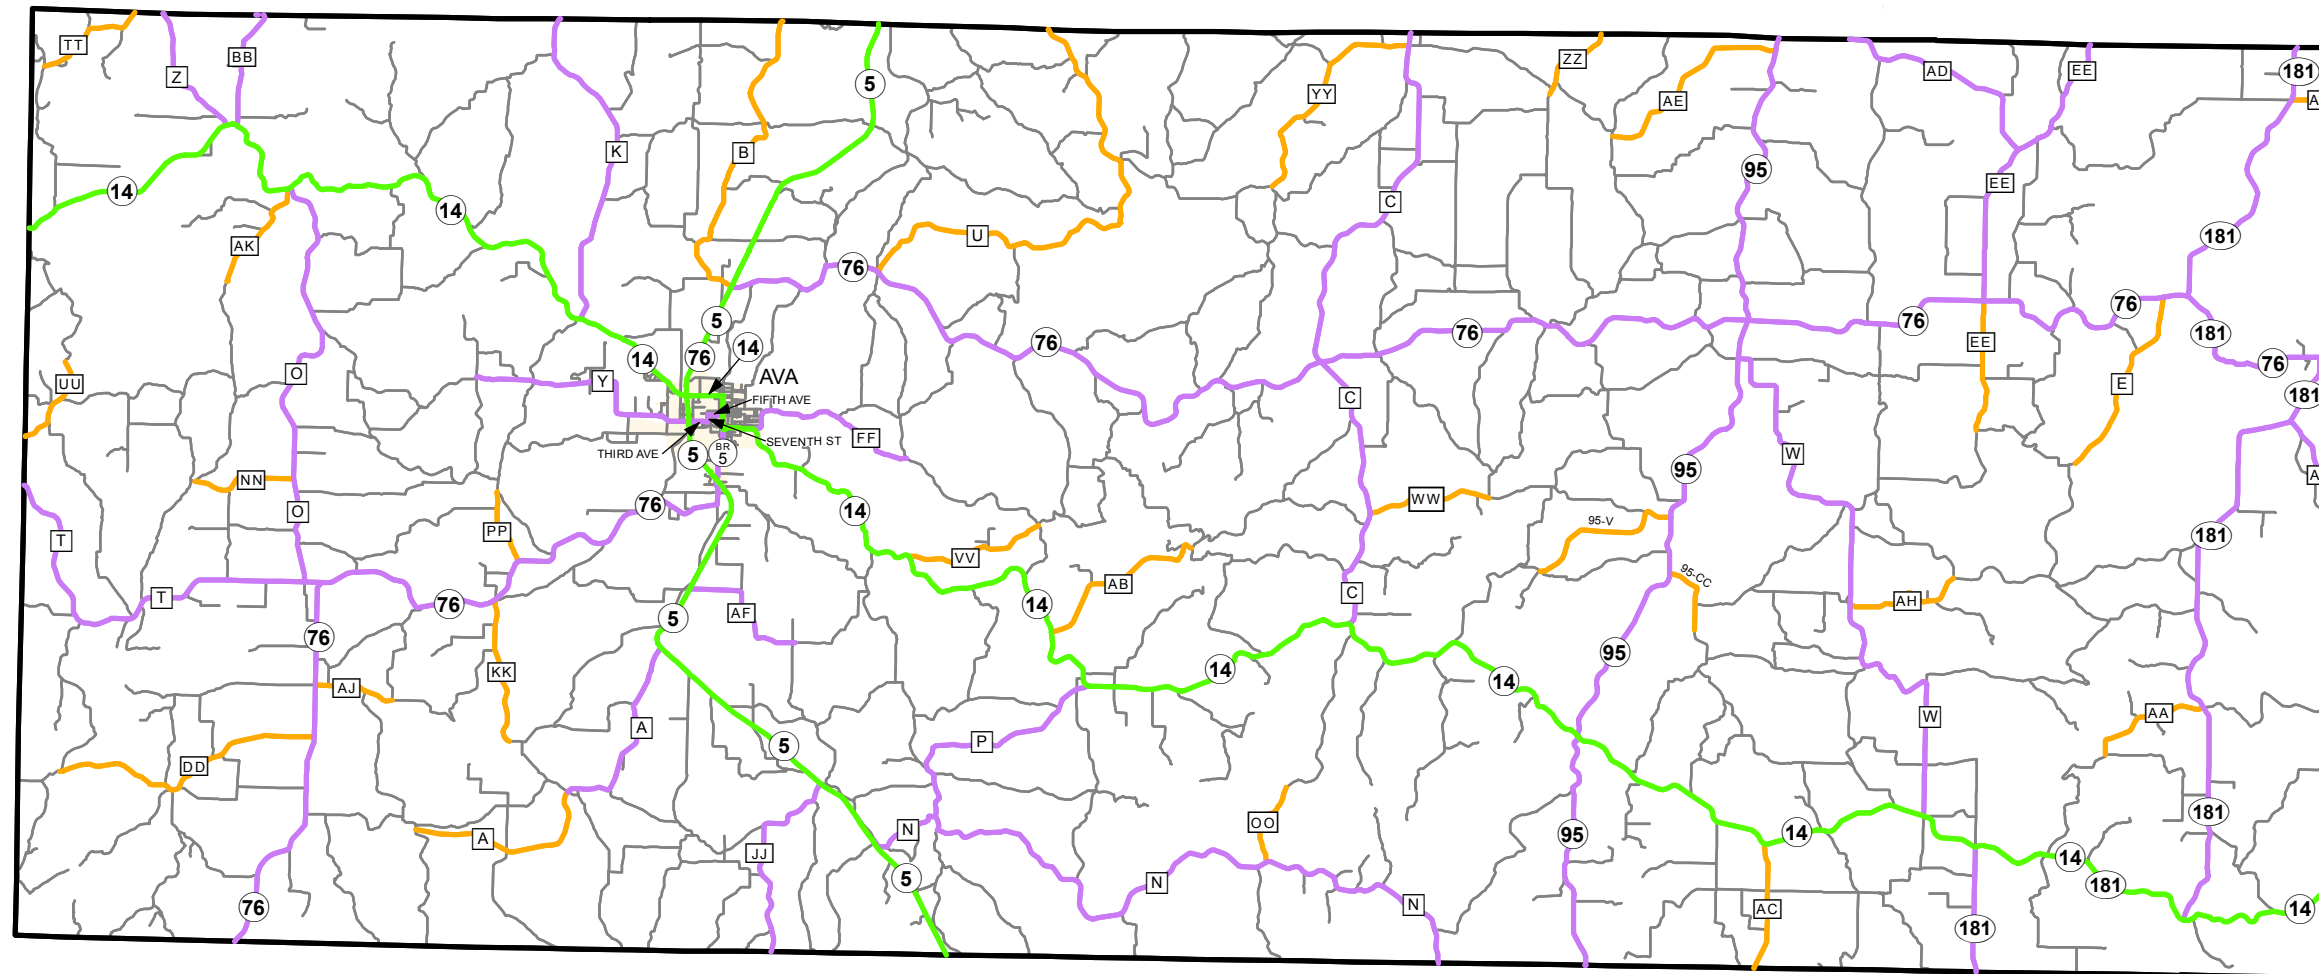 TT
Z
BB
5
181
ZZ
AD
EE
YY
AE
A
14
K
B
95
EE
14
C
AK
U
181
76
5
76
76
76
76
EE
181
14
76
14
76
181
UU
O
Y
AVA
FIFTH AVE
C
E
FF
SEVENTH ST
THIRD AVE
5
BR
5
W
95
A
NN
O
76
14
WW
T
PP
95-V
181
VV
AB
95-CC
T
76
14
C
AH
5
AF
76
95
KK
14
14
AJ
A
W
AA
P
5
DD
181
A
N
OO
14
95
JJ
14
N
5
181
76
N
AC
14
181